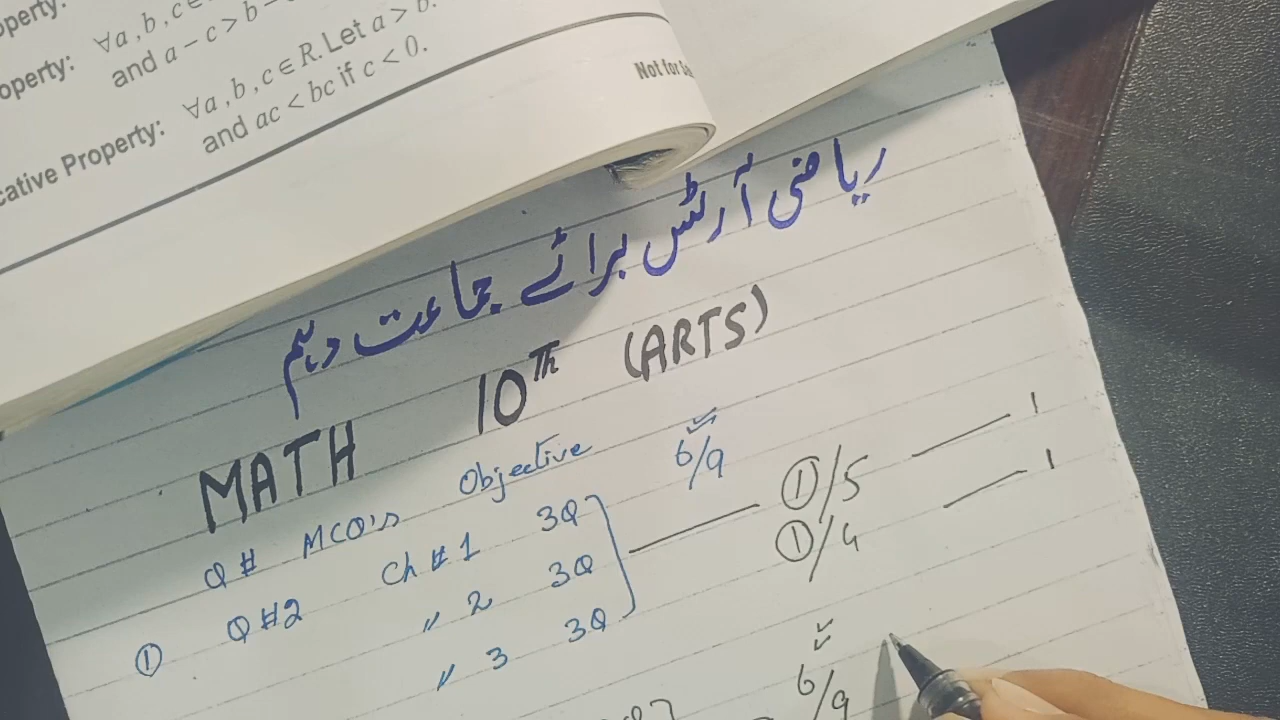 operty:
operty: ∀a, b, c ∈
and a − c > b −
cative Property: ∀a, b, c ∈ R. Let a > b.
and ac < bc if c < 0.
Not for Sa
ریاضی آرٹس برائے جماعت دہم
MATH 10TH (ARTS)
Q # MCQ's Objective 6/9
① Q #2 Ch # 1 3Q ① /5 1
〃 2 3Q ① /4 1
〃 3 3Q
6/9